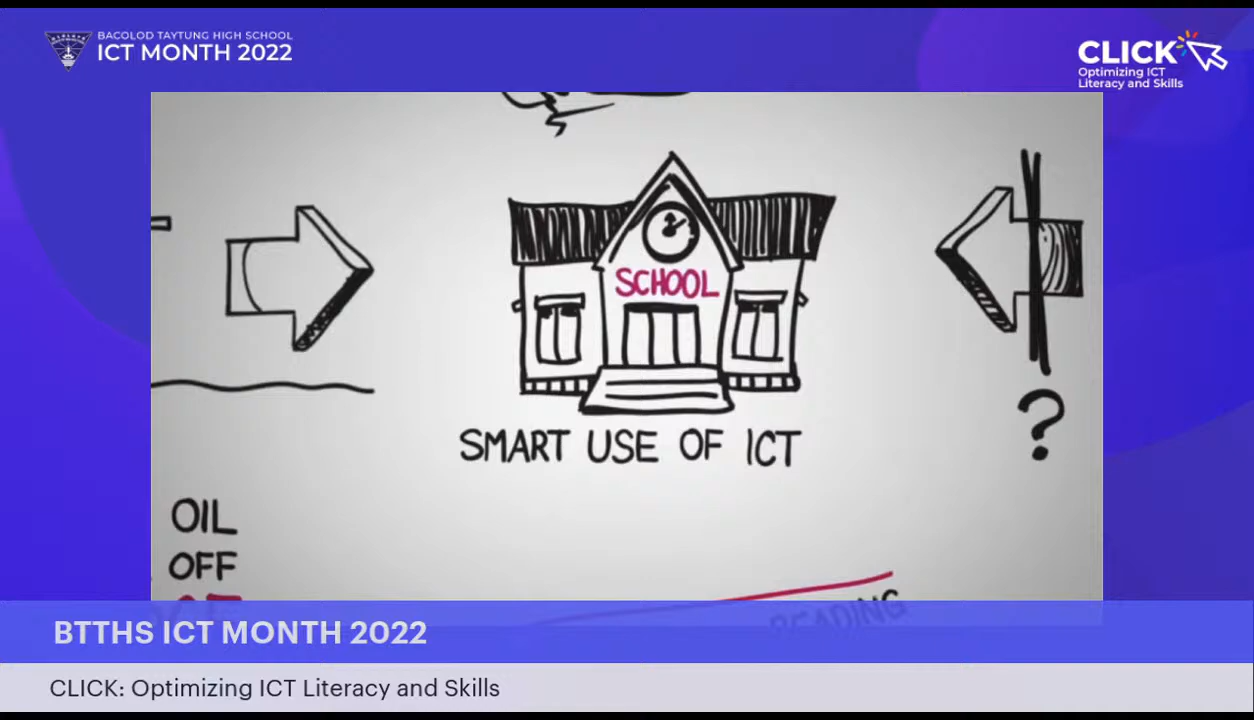 BACOLOD TAYTUNG HIGH SCHOOL
ICT MONTH 2022
CLICK
Optimizing ICT
Literacy and Skills
SCHOOL
?
SMART USE OF ICT
OIL
OFF
READING
BTTHS ICT MONTH 2022
CLICK: Optimizing ICT Literacy and Skills